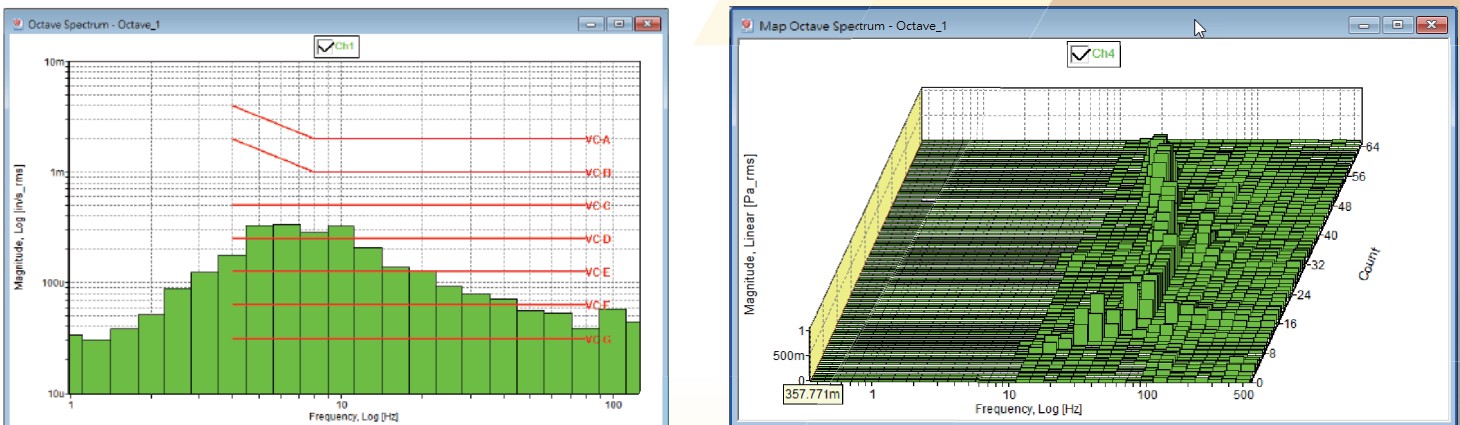 Octave Spectrum - Octave_1
Ch1
10m
1m
100u
10u
Magnitude, Log [in/s_rms]
VC-A
VC-B
VC-C
VC-D
VC-E
VC-F
VC-G
1
10
100
Frequency, Log [Hz]
Map Octave Spectrum - Octave_1
Ch4
Magnitude, Linear [Pa_rms]
1
500m
0
357.771m
1
10
100
500
Frequency, Log [Hz]
64
56
48
40
32
24
16
8
0
Count